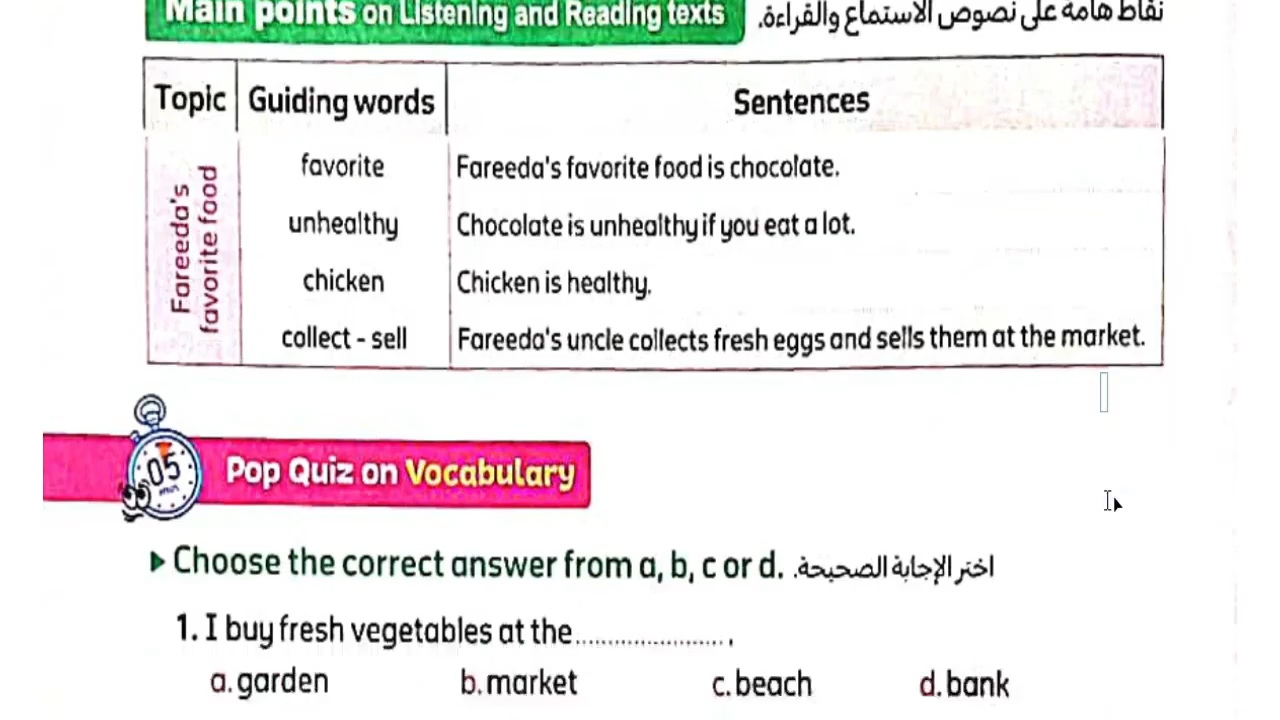 Main points on Listening and Reading texts نقاط هامة على نصوص الاستماع والقراءة.
Topic Guiding words Sentences
Fareeda's favorite food
favorite Fareeda's favorite food is chocolate.
unhealthy Chocolate is unhealthy if you eat a lot.
chicken Chicken is healthy.
collect - sell Fareeda's uncle collects fresh eggs and sells them at the market.
05
Pop Quiz on Vocabulary
Choose the correct answer from a, b, c or d. اختر الإجابة الصحيحة.
1. I buy fresh vegetables at the ...................... .
a. garden b. market c. beach d. bank